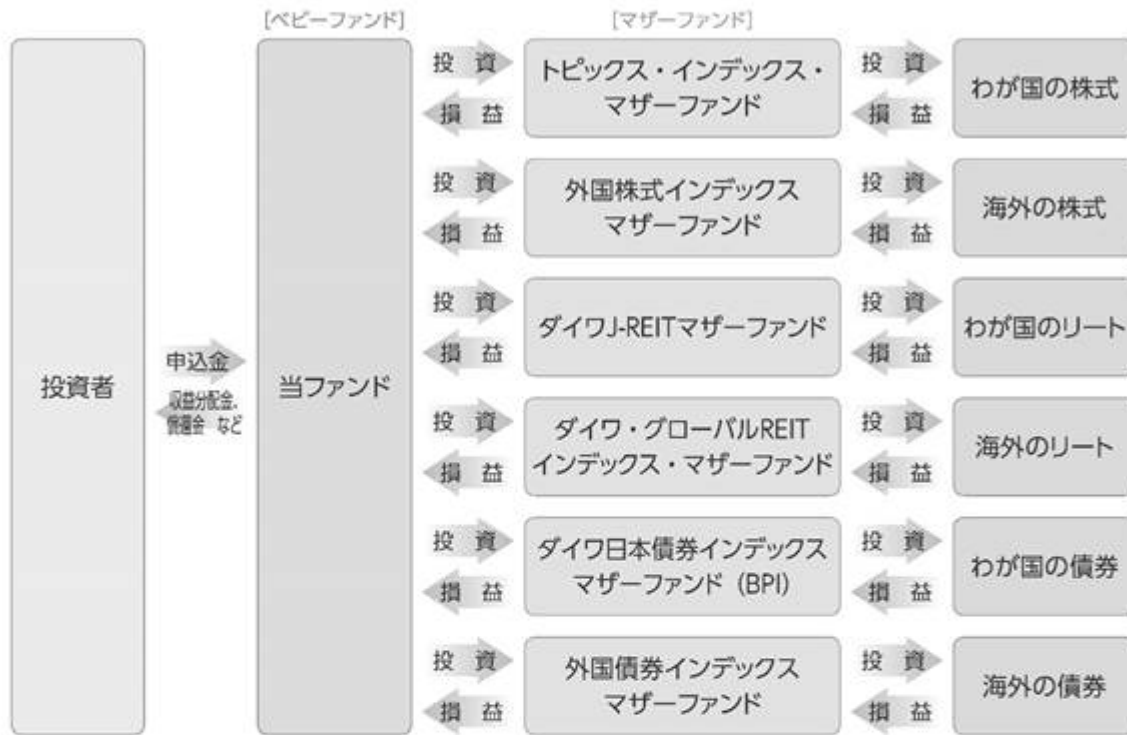 [ベビーファンド]
[マザーファンド]
投資者
申込金
収益分配金、
償還金 など
当ファンド
投 資
損 益
トピックス・インデックス・
マザーファンド
投 資
損 益
わが国の株式
投 資
損 益
外国株式インデックス
マザーファンド
投 資
損 益
海外の株式
投 資
損 益
ダイワJ-REITマザーファンド
投 資
損 益
わが国のリート
投 資
損 益
ダイワ・グローバルREIT
インデックス・マザーファンド
投 資
損 益
海外のリート
投 資
損 益
ダイワ日本債券インデックス
マザーファンド（BPI）
投 資
損 益
わが国の債券
投 資
損 益
外国債券インデックス
マザーファンド
投 資
損 益
海外の債券